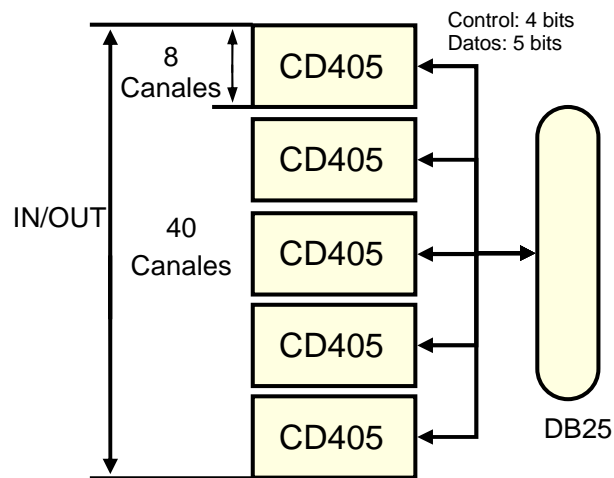 Control: 4 bits
Datos: 5 bits
8
Canales
CD405
CD405
IN/OUT
40
Canales
CD405
CD405
CD405
DB25